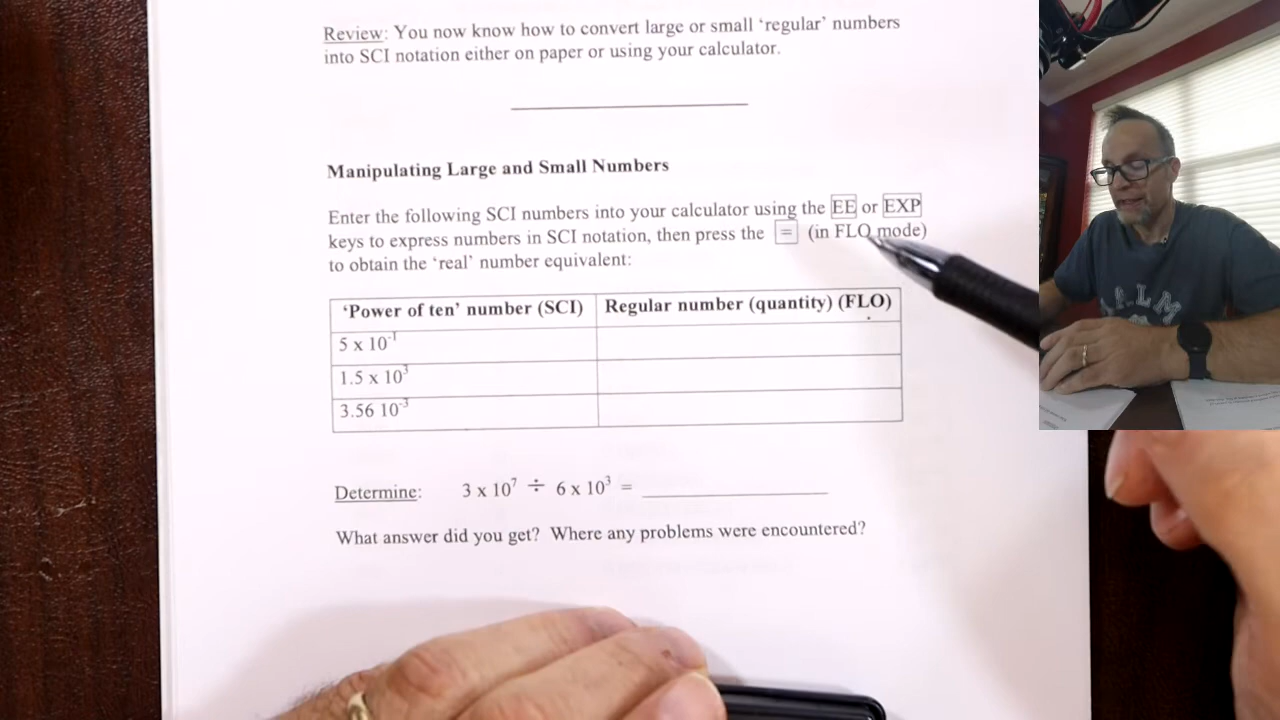 Review: You now know how to convert large or small ‘regular’ numbers
into SCI notation either on paper or using your calculator.
Manipulating Large and Small Numbers
Enter the following SCI numbers into your calculator using the EE or EXP
keys to express numbers in SCI notation, then press the = (in FLO mode)
to obtain the ‘real’ number equivalent:
‘Power of ten’ number (SCI) Regular number (quantity) (FLO)
5 x 10⁻¹
1.5 x 10³
3.56 10⁻³
Determine: 3 x 10⁷ ÷ 6 x 10³ = ____________
What answer did you get? Where any problems were encountered?